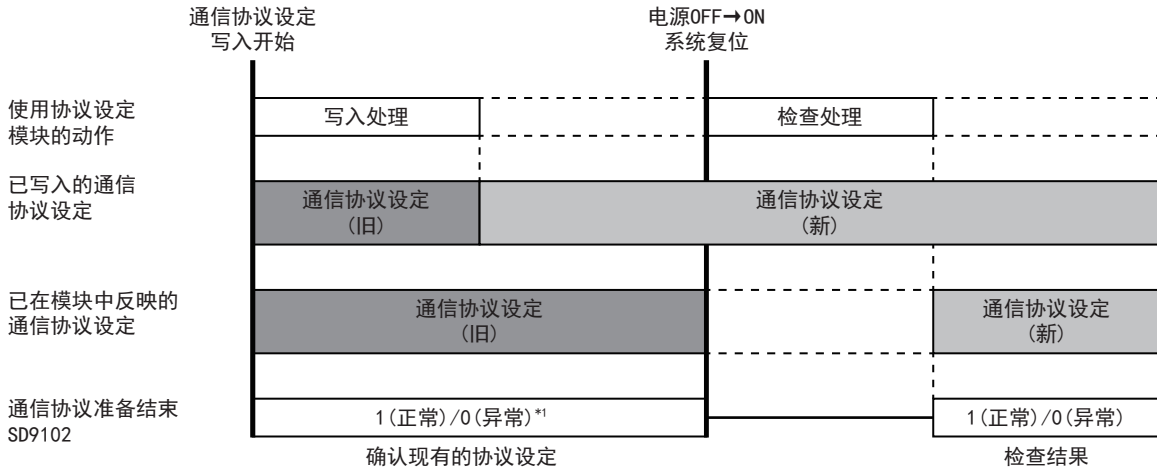 通信协议设定
写入开始
电源OFF→ON
系统复位
使用协议设定
模块的动作
写入处理
检查处理
已写入的通信
协议设定
通信协议设定
(旧)
通信协议设定
(新)
已在模块中反映的
通信协议设定
通信协议设定
(旧)
通信协议设定
(新)
通信协议准备结束
SD9102
1(正常)/0(异常)*1
1(正常)/0(异常)
确认现有的协议设定
检查结果